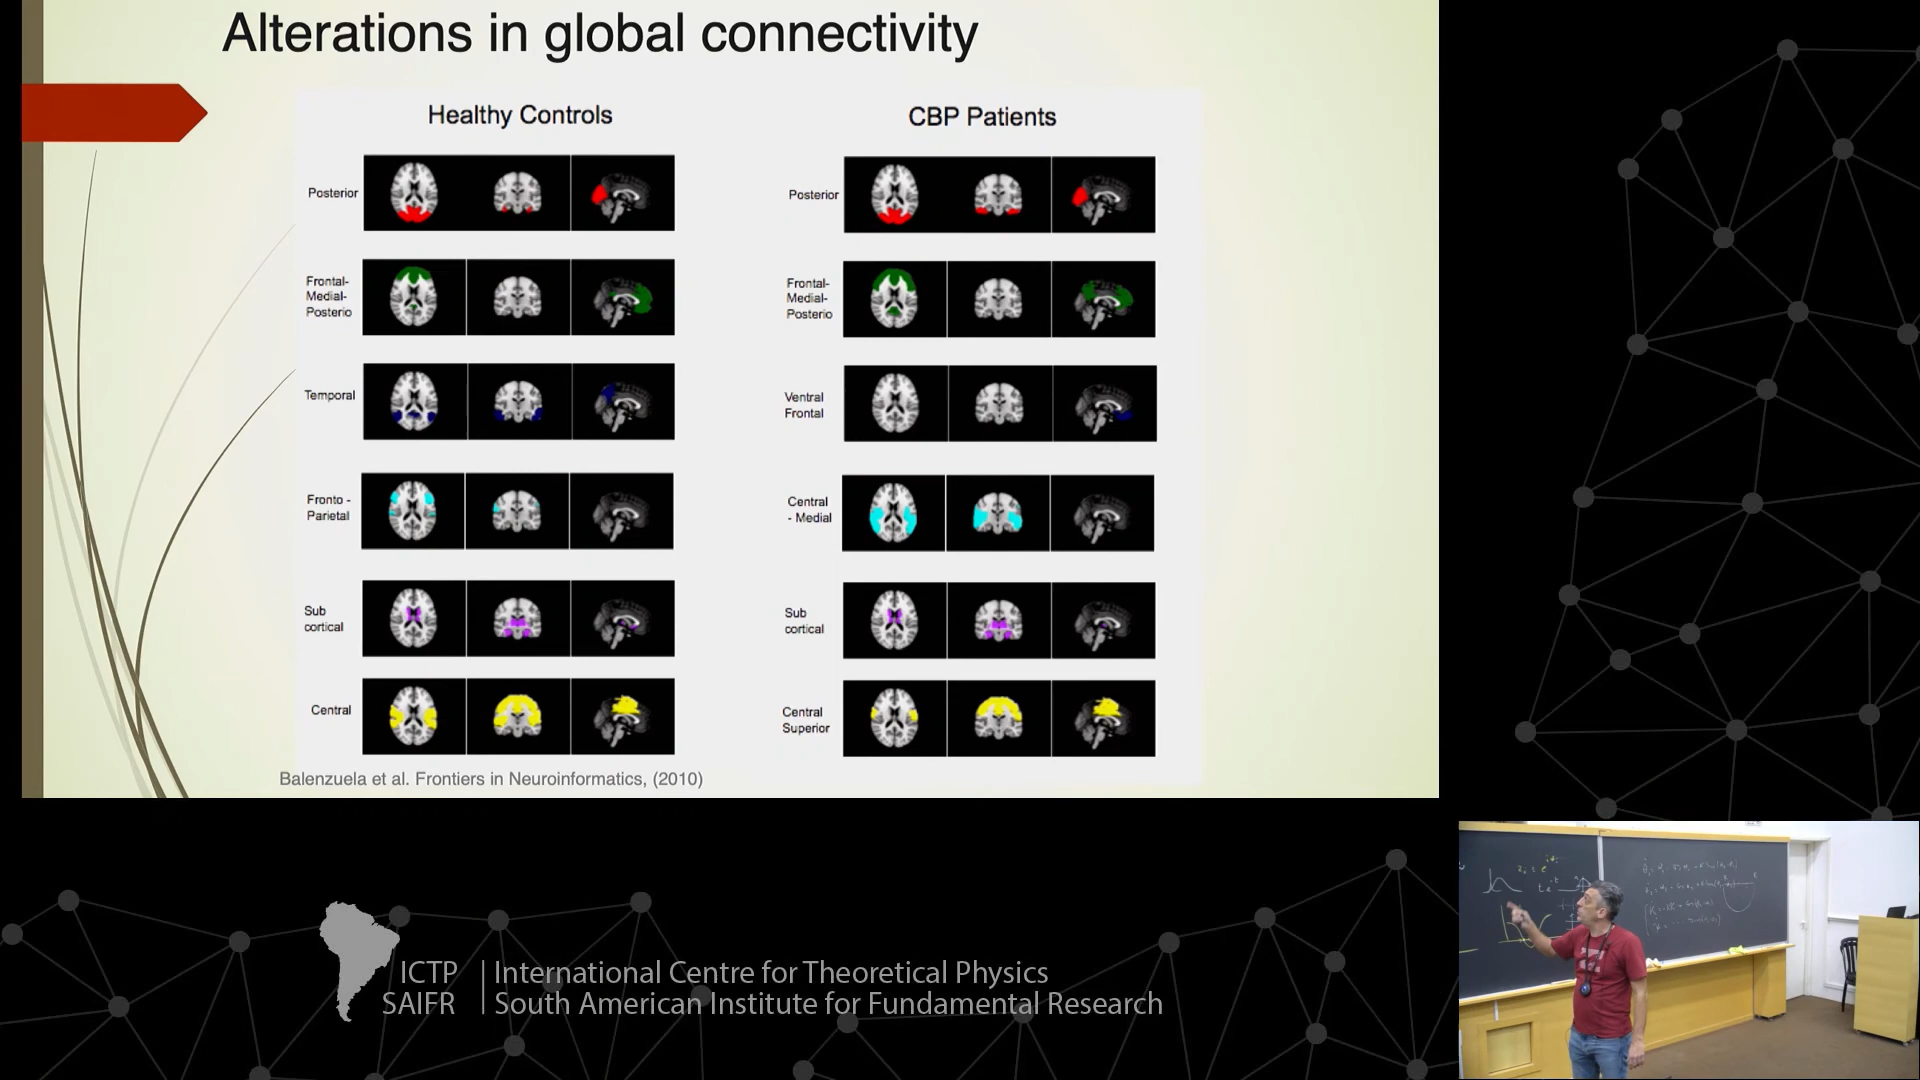 Alterations in global connectivity
Healthy Controls
CBP Patients
Posterior
Posterior
Frontal-
Medial-
Posterio
Frontal-
Medial-
Posterio
Temporal
Ventral
Frontal
Fronto -
Parietal
Central
- Medial
Sub
cortical
Sub
cortical
Central
Central
Superior
Balenzuela et al. Frontiers in Neuroinformatics, (2010)
ICTP
SAIFR
International Centre for Theoretical Physics
South American Institute for Fundamental Research